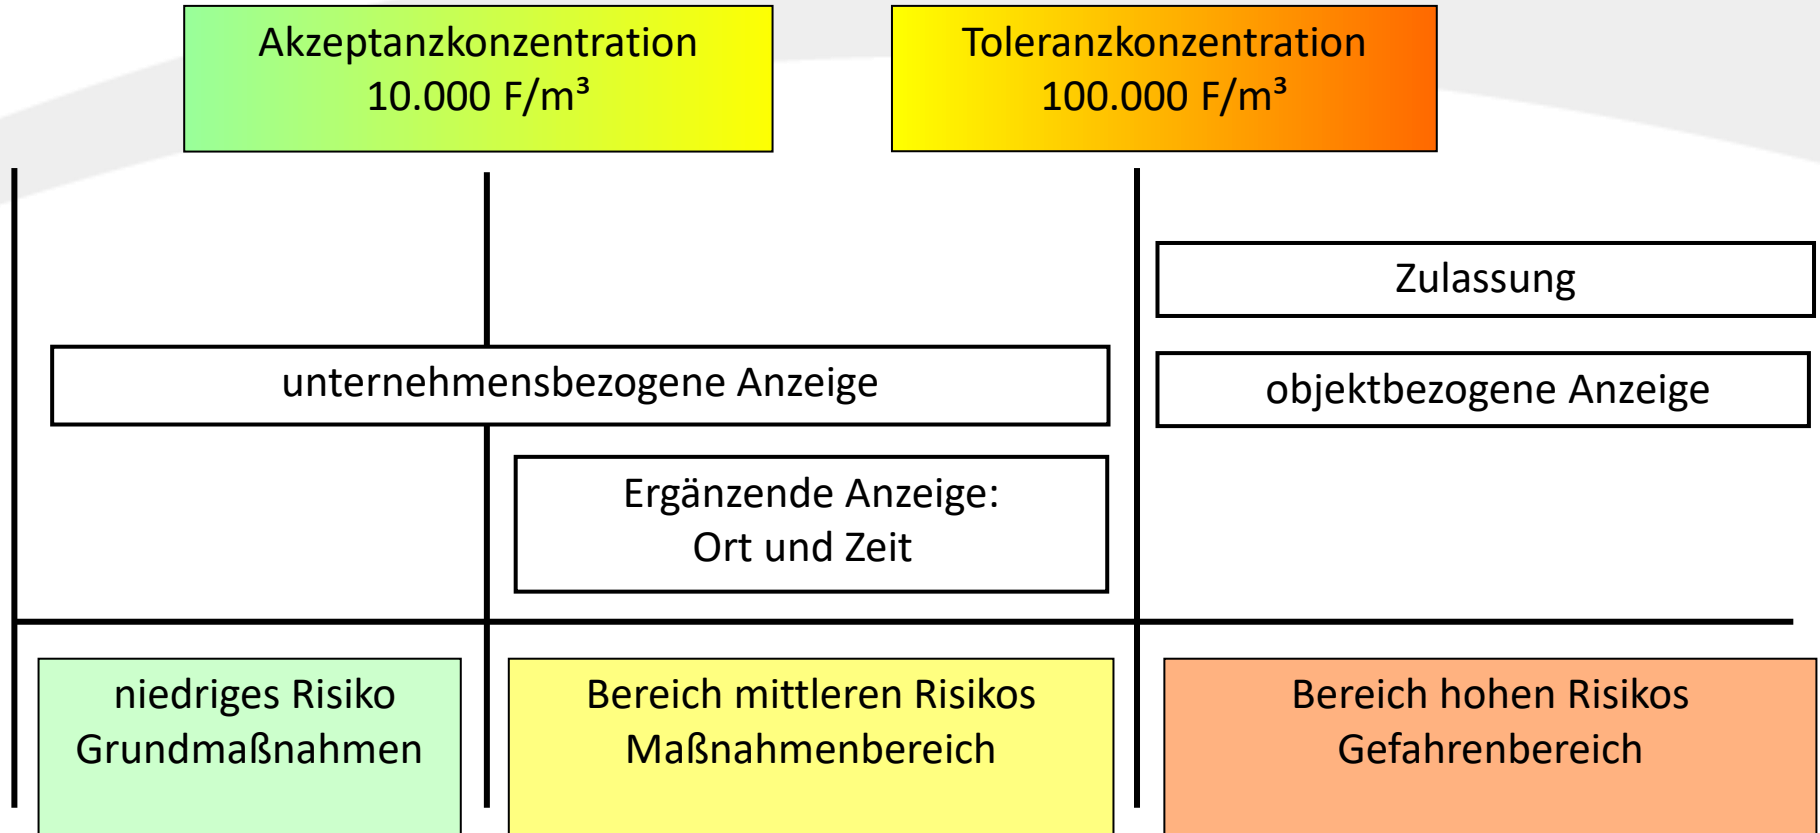 Akzeptanzkonzentration
10.000 F/m³
Toleranzkonzentration
100.000 F/m³
Zulassung
unternehmensbezogene Anzeige
objektbezogene Anzeige
Ergänzende Anzeige:
Ort und Zeit
niedriges Risiko
Grundmaßnahmen
Bereich mittleren Risikos
Maßnahmenbereich
Bereich hohen Risikos
Gefahrenbereich